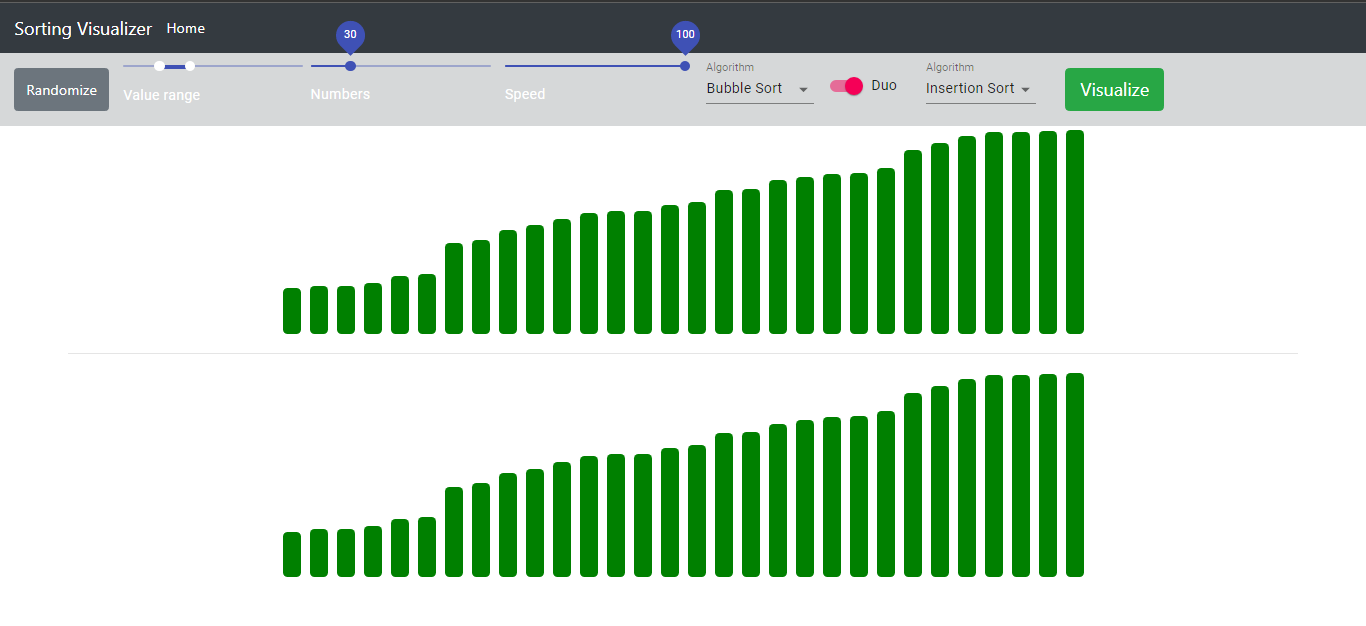 Sorting Visualizer Home
30
100
Randomize
Value range
Numbers
Speed
Algorithm
Bubble Sort
Duo
Algorithm
Insertion Sort
Visualize